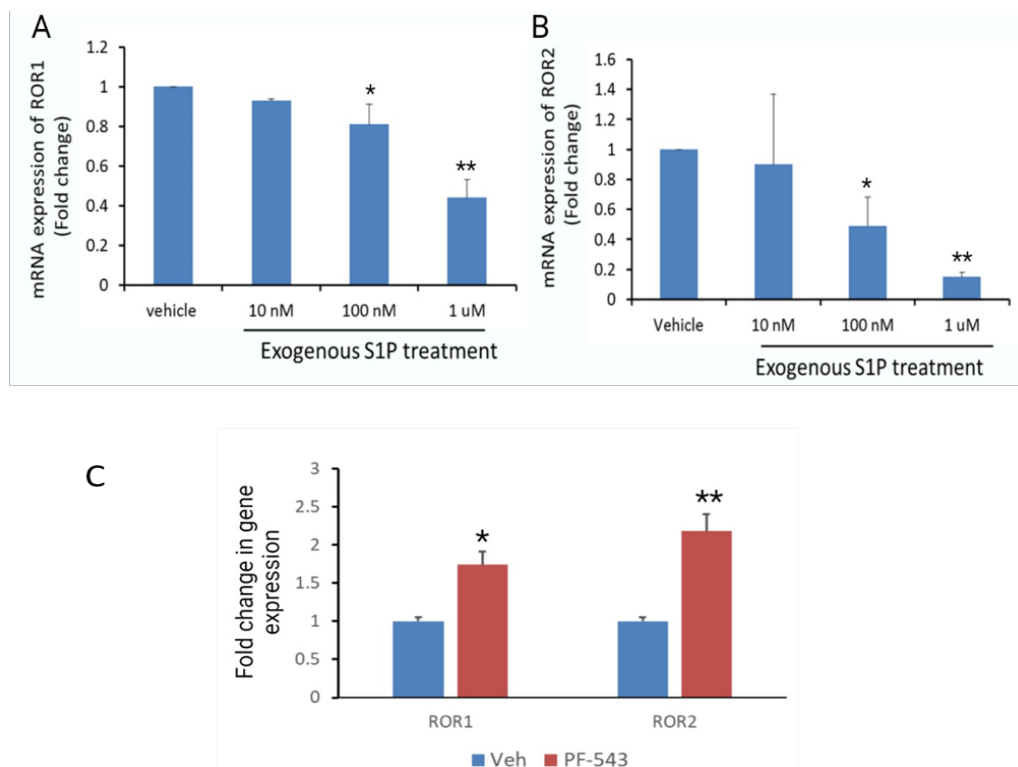 A
mRNA expression of ROR1
(Fold change)
1.2
1
0.8
0.6
0.4
0.2
0
*
**
vehicle
10 nM
100 nM
1 uM
Exogenous S1P treatment
B
mRNA expression of ROR2
(Fold change)
1.6
1.4
1.2
1
0.8
0.6
0.4
0.2
0
*
**
Vehicle
10 nM
100 nM
1 uM
Exogenous S1P treatment
C
Fold change in gene
expression
3
2.5
2
1.5
1
0.5
0
*
**
ROR1
ROR2
Veh
PF-543